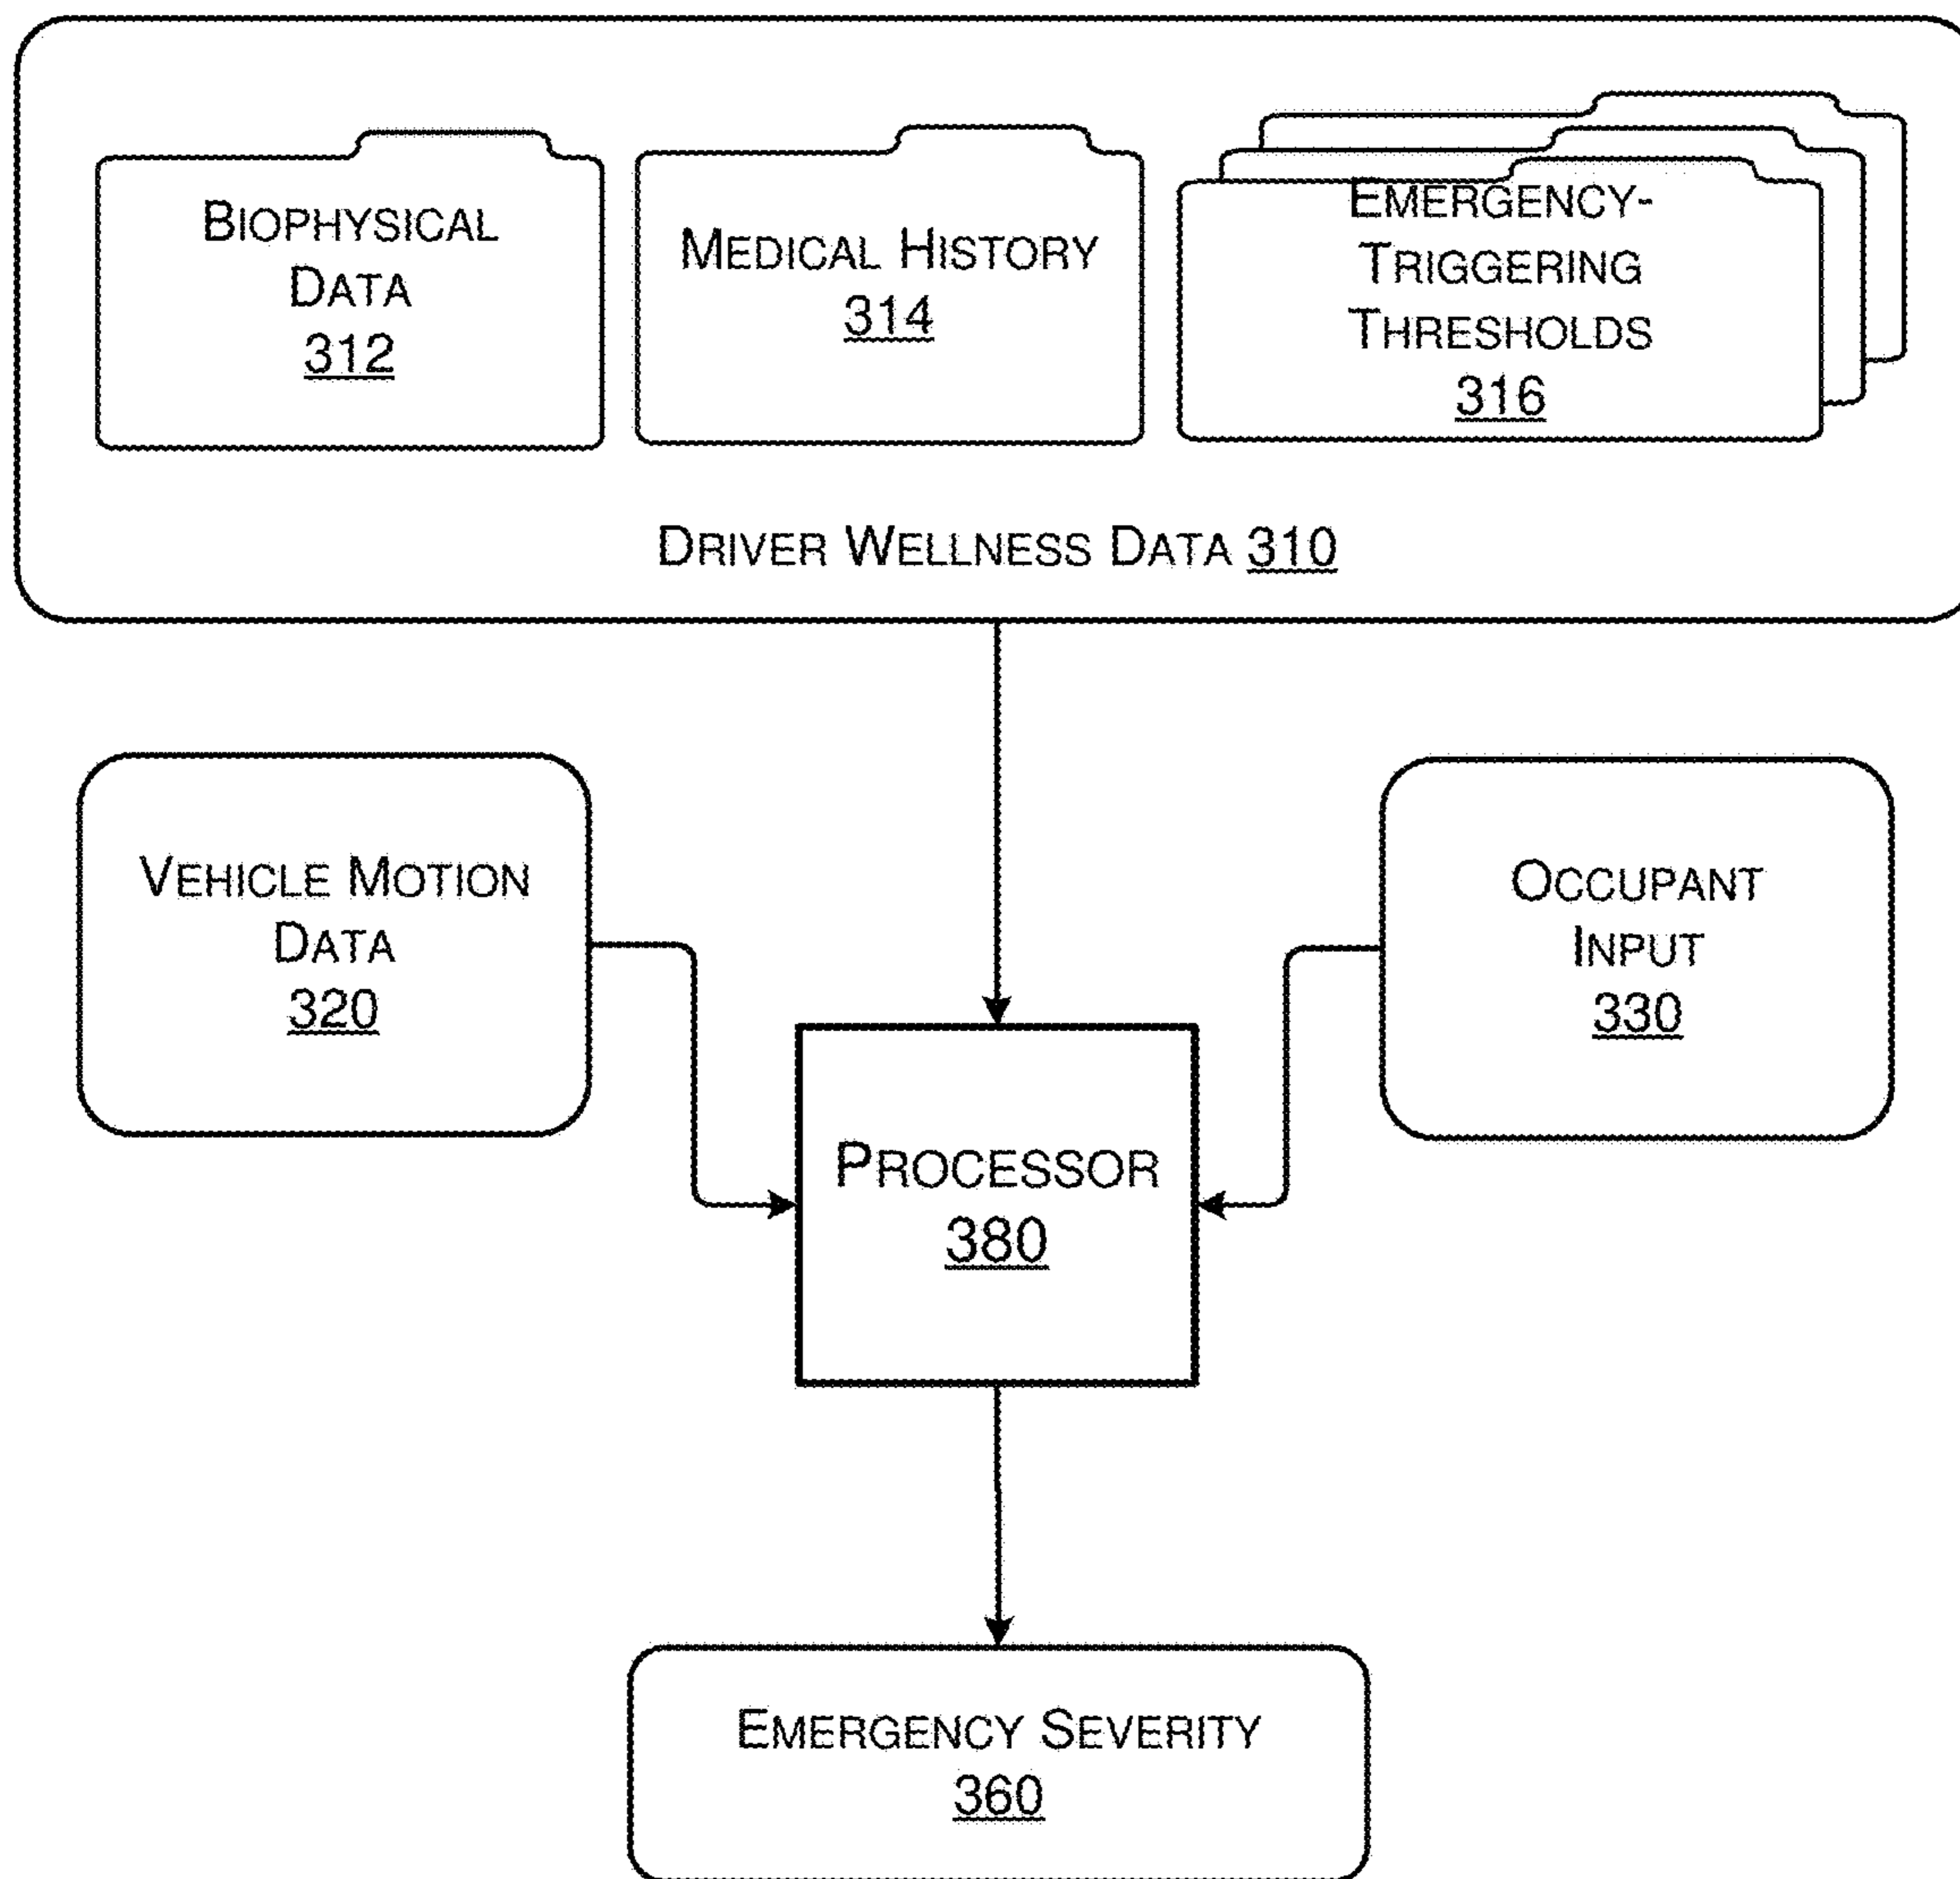 BIOPHYSICAL
DATA
312
MEDICAL HISTORY
314
EMERGENCY-
TRIGGERING
THRESHOLDS
316
DRIVER WELLNESS DATA 310
VEHICLE MOTION
DATA
320
OCCUPANT
INPUT
330
PROCESSOR
380
EMERGENCY SEVERITY
360